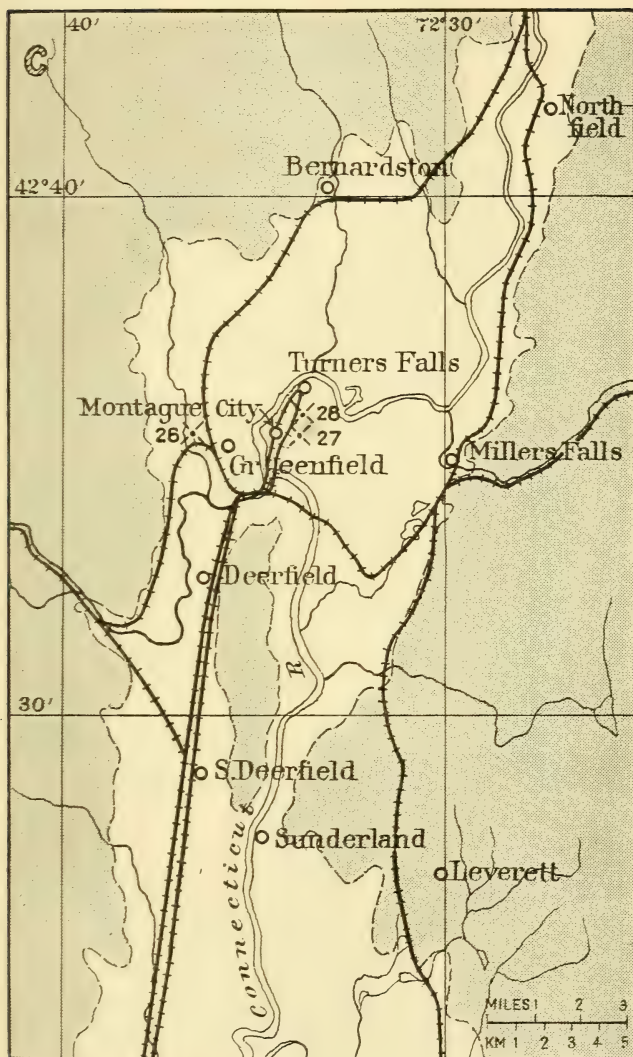 40'
72°30'
C
North
field
Bernardston
42°40'
Turners Falls
Montague City
28
26
27
Greenfield
Millers Falls
Deerfield
R
30'
S. Deerfield
Connecticut
Sunderland
Leverett
MILES 1 2 3
KM 1 2 3 4 5